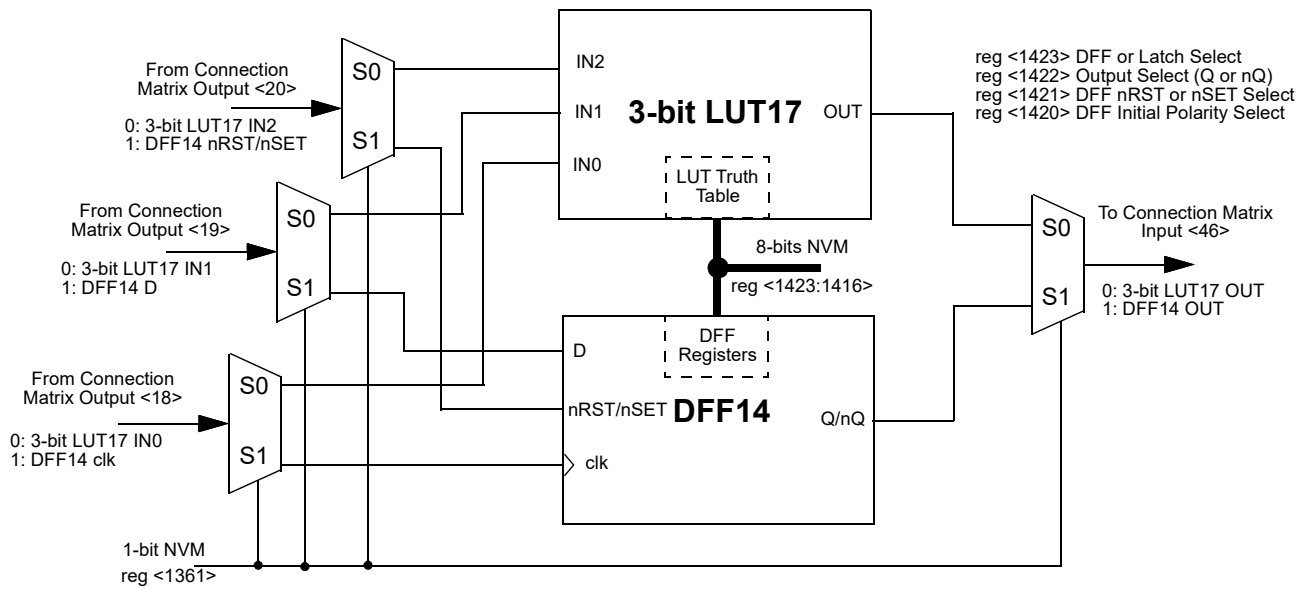 From Connection
Matrix Output <20>
0: 3-bit LUT17 IN2
1: DFF14 nRST/nSET
S0
S1
From Connection
Matrix Output <19>
0: 3-bit LUT17 IN1
1: DFF14 D
S0
S1
From Connection
Matrix Output <18>
0: 3-bit LUT17 IN0
1: DFF14 clk
S0
S1
1-bit NVM
reg <1361>
IN2
IN1
IN0
3-bit LUT17
OUT
LUT Truth
Table
8-bits NVM
reg <1423:1416>
DFF
Registers
D
nRST/nSET
DFF14
Q/nQ
clk
reg <1423> DFF or Latch Select
reg <1422> Output Select (Q or nQ)
reg <1421> DFF nRST or nSET Select
reg <1420> DFF Initial Polarity Select
S0
S1
To Connection Matrix
Input <46>
0: 3-bit LUT17 OUT
1: DFF14 OUT